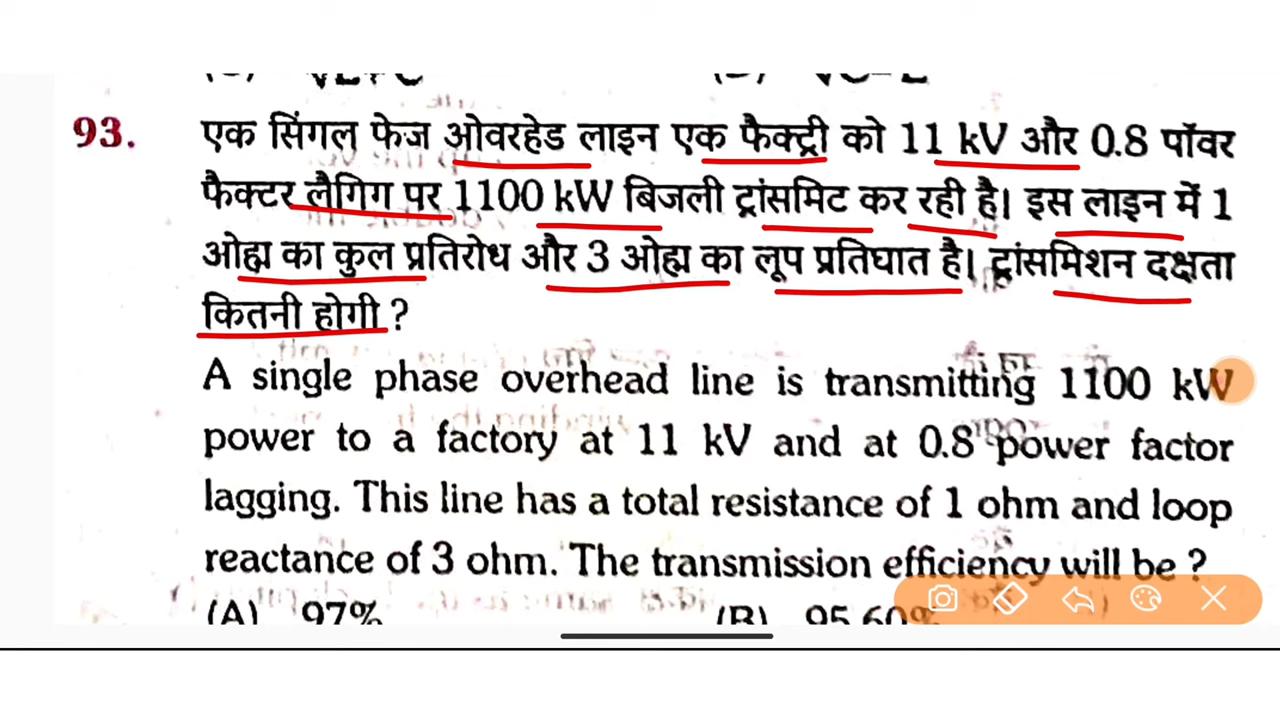 93. एक सिंगल फेज ओवरहेड लाइन एक फैक्ट्री को 11 kV और 0.8 पॉवर
फैक्टर लैगिग पर 1100 kW बिजली ट्रांसमिट कर रही है। इस लाइन में 1
ओह्म का कुल प्रतिरोध और 3 ओह्म का लूप प्रतिघात है। ट्रांसमिशन दक्षता
कितनी होगी ?
A single phase overhead line is transmitting 1100 kW
power to a factory at 11 kV and at 0.8 power factor
lagging. This line has a total resistance of 1 ohm and loop
reactance of 3 ohm. The transmission efficiency will be ?
(A) 97% (B) 95.60%